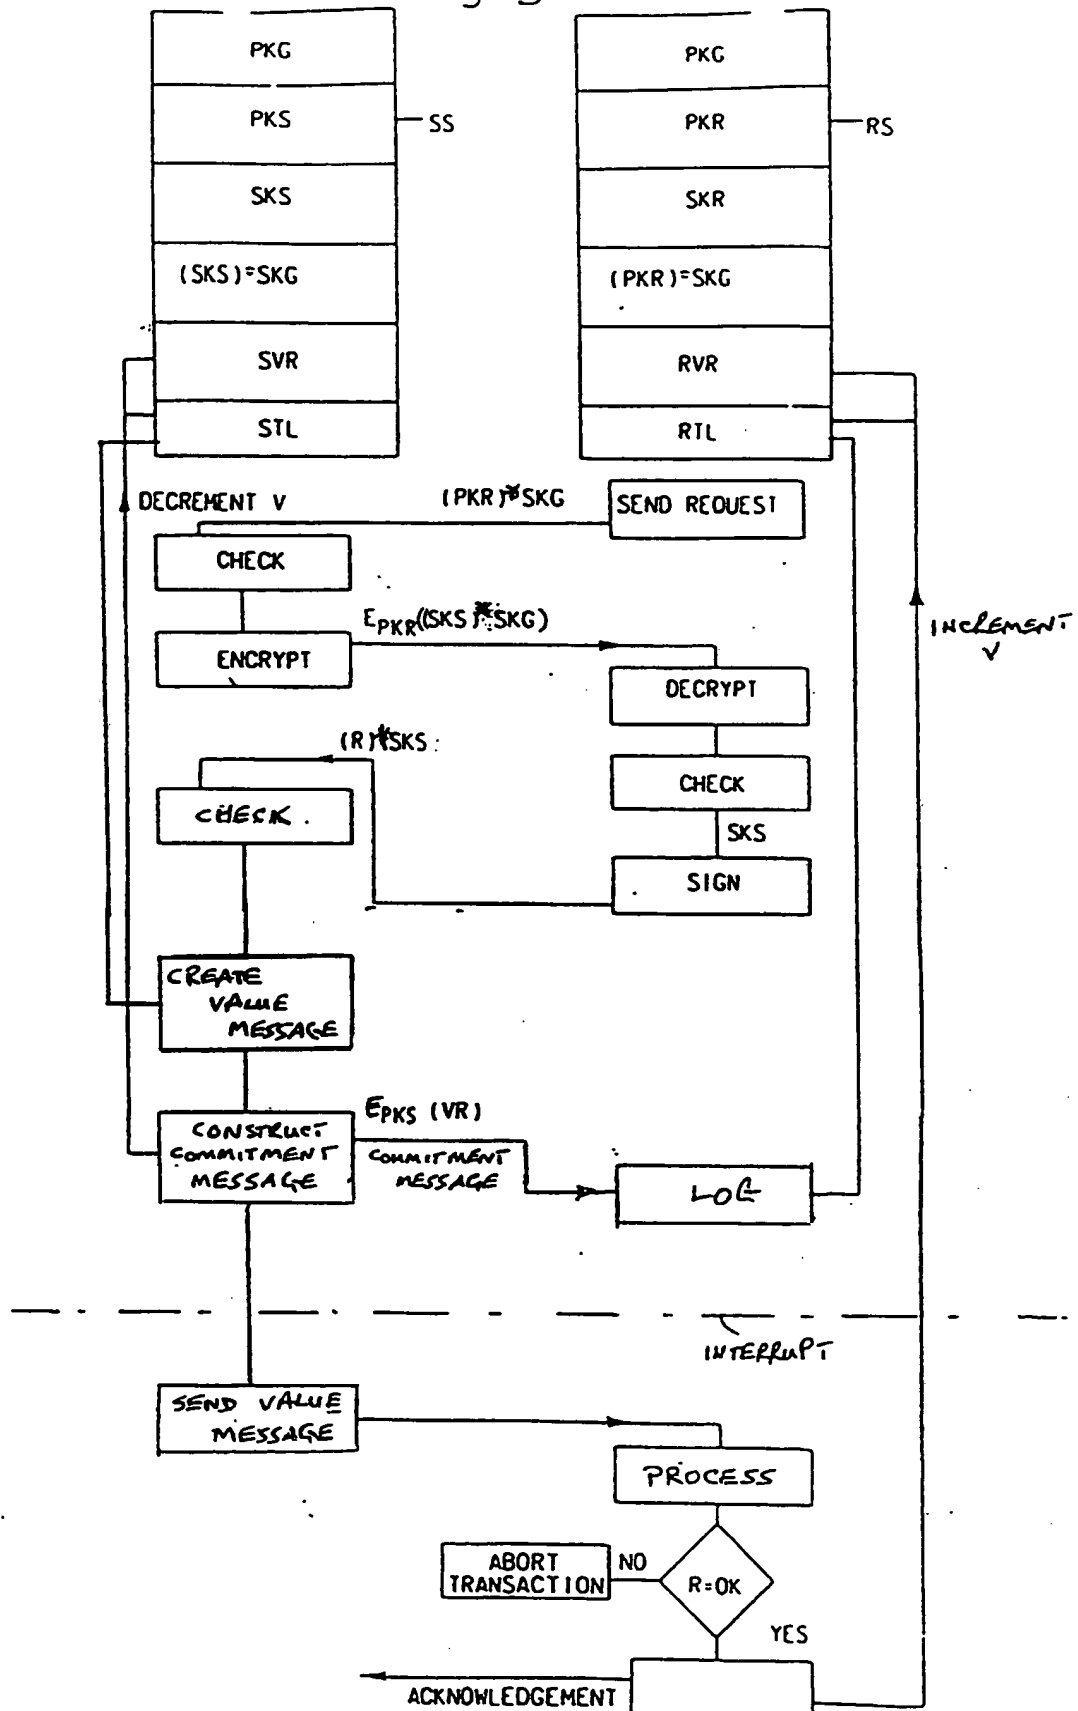 PKG
PKS
SS
SKS
(SKS)=SKG
SVR
STL
PKG
PKR
RS
SKR
(PKR)=SKG
RVR
RTL
DECREMENT V
(PKR)*SKG
SEND REQUEST
CHECK
E PKR((SKS)*SKG)
ENCRYPT
INCREMENT
V
DECRYPT
(R)*SKS
CHECK
CHECK.
SKS
SIGN
CREATE
VALUE
MESSAGE
E PKS (VR)
CONSTRUCT
COMMITMENT
MESSAGE
COMMITMENT
MESSAGE
LOG
INTERRUPT
SEND VALUE
MESSAGE
PROCESS
ABORT
TRANSACTION
NO
R=OK
YES
ACKNOWLEDGEMENT